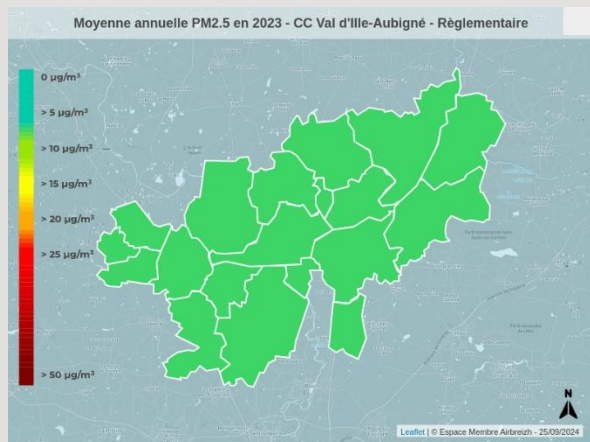 Moyenne annuelle PM2.5 en 2023 - CC Val d'Ille-Aubigné - Règlementaire
0 µg/m³
> 5 µg/m³
> 10 µg/m³
> 15 µg/m³
> 20 µg/m³
> 25 µg/m³
> 50 µg/m³
N
Leaflet | © Espace Membre Airbreizh - 25/09/2024